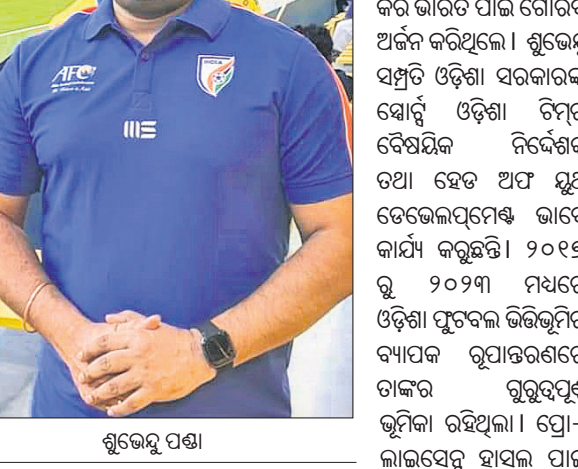 AFC
INDIA
ଶୁଭେନ୍ଦୁ ପଣ୍ଡା
କରି ଭାରତ ପାଇଁ
ଅର୍ଜନ କରିଥିଲେ। ଶୁଭେନ୍ଦୁ
ସମ୍ପ୍ରତି ଓଡ଼ିଶା ସରକାରଙ୍କ
ସ୍ପୋର୍ଟ୍ସ ଓଡ଼ିଶା ଟିମ୍‌ର
ବୈଷୟିକ ନିର୍ଦ୍ଦେଶକ
ତଥା ହେଡ ଅଫ ୟୁଥ
ଡେଭେଲପ୍‌ମେଣ୍ଟ ଭାବେ
କାର୍ଯ୍ୟ କରୁଛନ୍ତି।
ରୁ ୨୦୨୩ ମଧ୍ୟରେ
ଓଡ଼ିଶା ଫୁଟବଲ ଭିତ୍ତିଭୂମିର
ବ୍ୟାପକ ରୂପାନ୍ତରଣରେ
ତାଙ୍କର ଗୁରୁତ୍ୱପୂର୍ଣ୍ଣ
ଭୂମିକା ରହିଥିଲା। ପ୍ରୋ-
ଲାଇସେନ୍ସ ହାସଲ ପାଇଁ